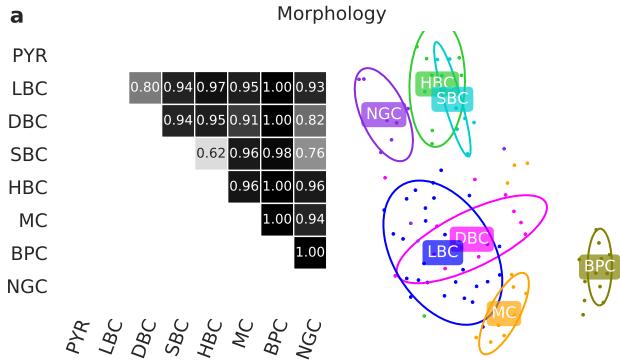 a
Morphology
PYR
LBC 0.80 0.94 0.97 0.95 1.00 0.93
DBC 0.94 0.95 0.91 1.00 0.82
SBC 0.62 0.96 0.98 0.76
HBC 0.96 1.00 0.96
MC 1.00 0.94
BPC 1.00
NGC
PYR LBC DBC SBC HBC MC BPC NGC
HBC
SBC
NGC
DBC
LBC
BPC
MC